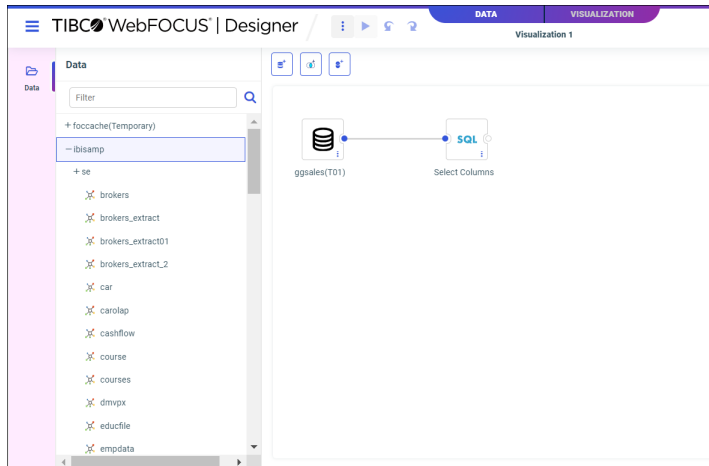 TIBCO® WebFOCUS® | Designer
DATA
VISUALIZATION
Visualization 1
Data
Data
Filter
+ foccache(Temporary)
− ibisamp
+ se
brokers
brokers_extract
brokers_extract01
brokers_extract_2
car
carolap
cashflow
course
courses
dmvpx
educfile
empdata
SQL
ggsales(T01)
Select Columns